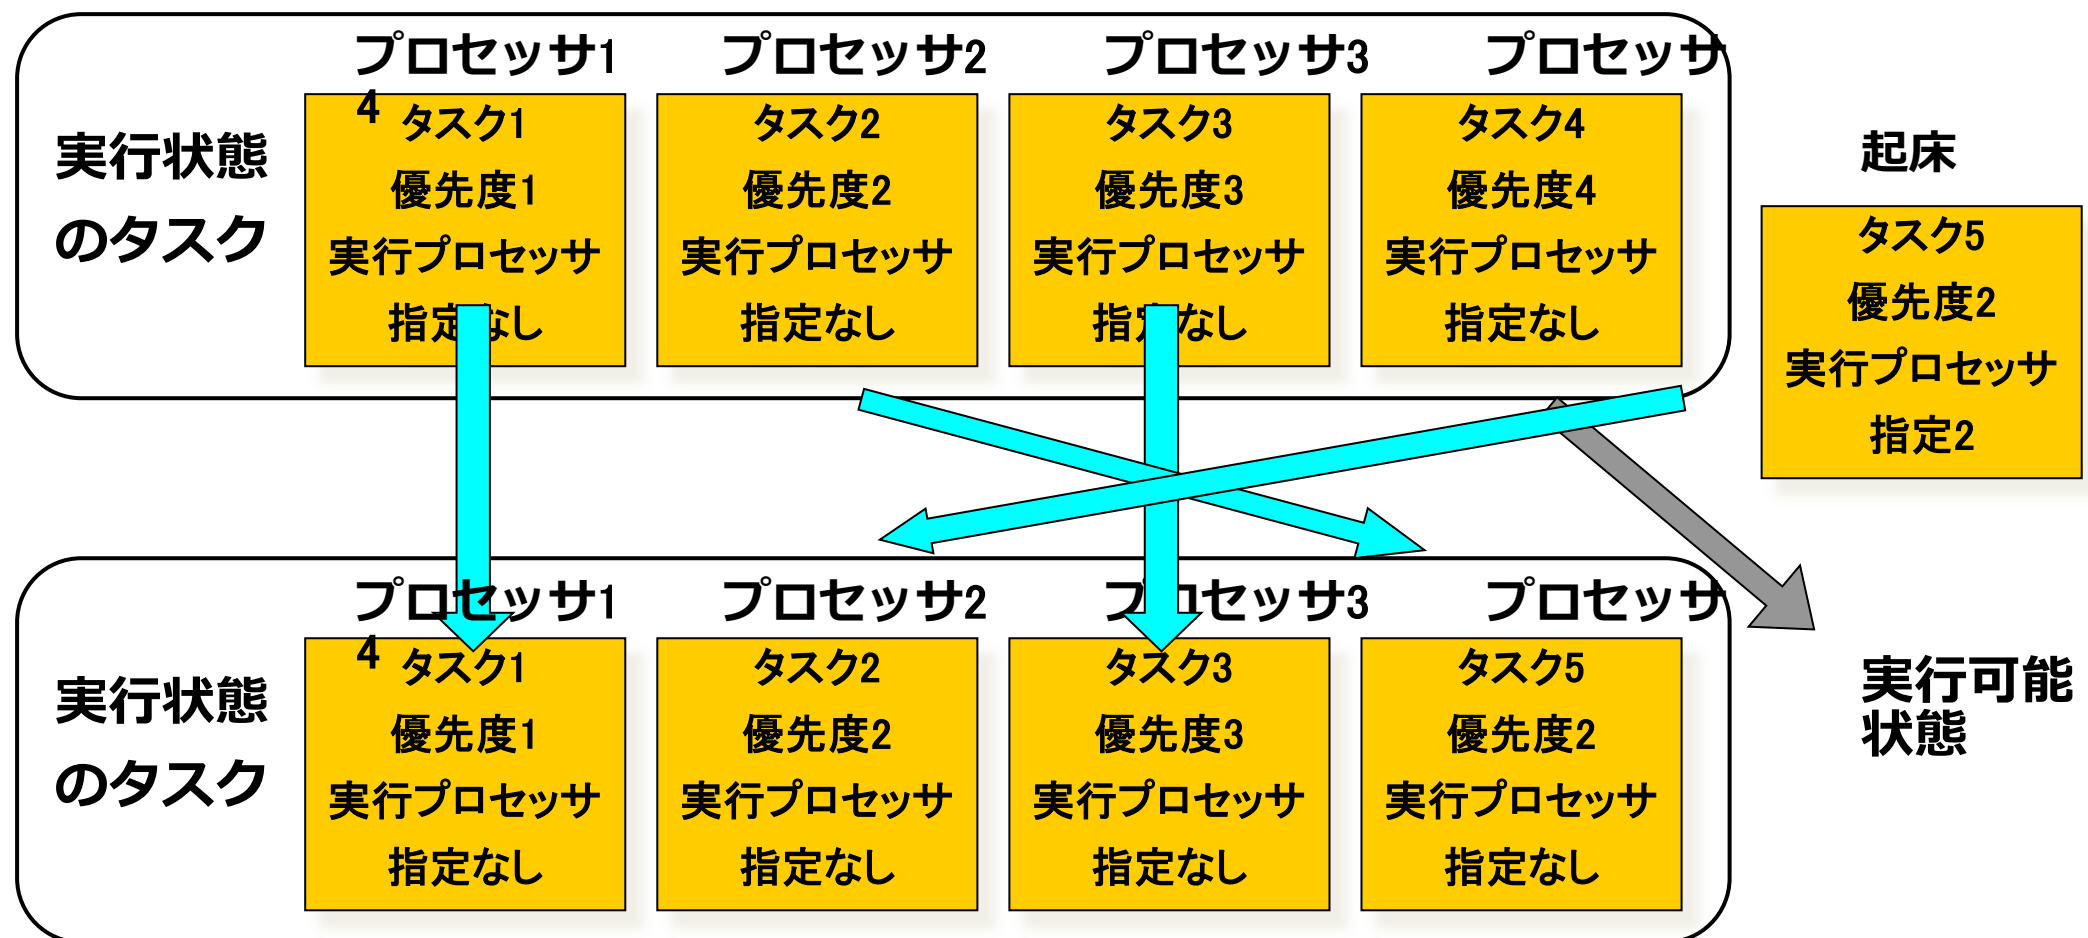 プロセッサ1 プロセッサ2 プロセッサ3 プロセッサ
4
実行状態
のタスク
タスク1
優先度1
実行プロセッサ
指定なし
タスク2
優先度2
実行プロセッサ
指定なし
タスク3
優先度3
実行プロセッサ
指定なし
タスク4
優先度4
実行プロセッサ
指定なし
起床
タスク5
優先度2
実行プロセッサ
指定2
プロセッサ1 プロセッサ2 プロセッサ3 プロセッサ
4
実行状態
のタスク
タスク1
優先度1
実行プロセッサ
指定なし
タスク2
優先度2
実行プロセッサ
指定なし
タスク3
優先度3
実行プロセッサ
指定なし
タスク5
優先度2
実行プロセッサ
指定なし
実行可能
状態